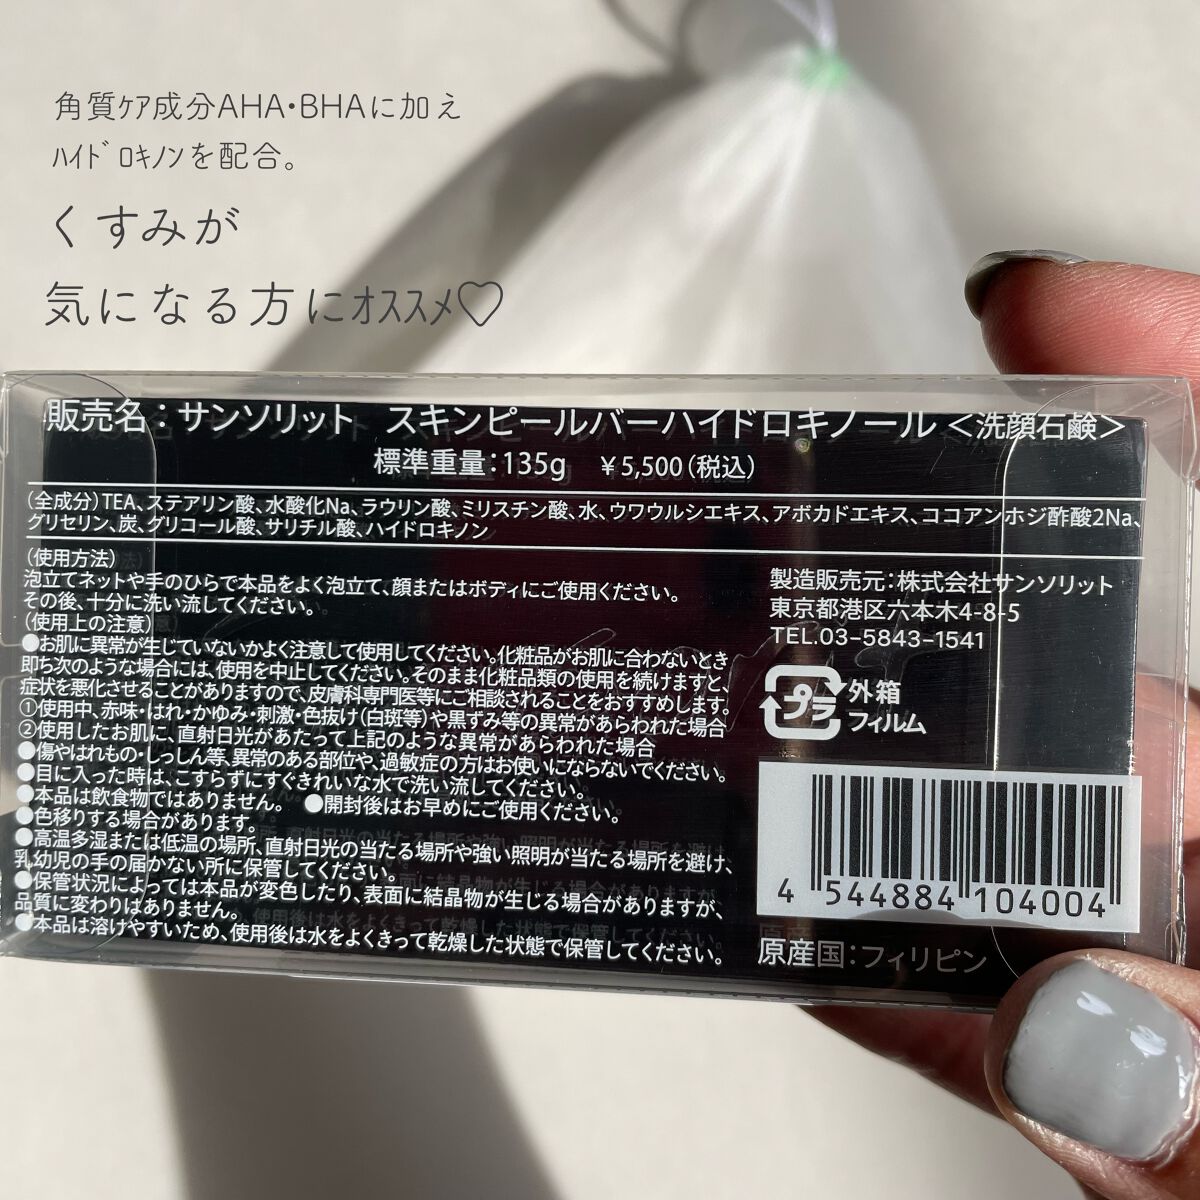 角質ｹｱ成分AHA・BHAに加え
ﾊｲﾄﾞﾛｷﾉﾝを配合。
くすみが
気になる方にｵｽｽﾒ♡
販売名：サンソリット　スキンピールバーハイドロキノール＜洗顔石鹸＞
標準重量：135g　￥5,500（税込）
（全成分）TEA、ステアリン酸、水酸化Na、ラウリン酸、ミリスチン酸、水、ウワウルシエキス、アボカドエキス、ココアンホジ酢酸2Na、
グリセリン、炭、グリコール酸、サリチル酸、ハイドロキノン
（使用方法）
泡立てネットや手のひらで本品をよく泡立て、顔またはボディにご使用ください。
その後、十分に洗い流してください。
（使用上の注意）
●お肌に異常が生じていないかよく注意して使用してください。化粧品がお肌に合わないとき
即ち次のような場合には、使用を中止してください。そのまま化粧品類の使用を続けますと、
症状を悪化させることがありますので、皮膚科専門医等にご相談されることをおすすめします。
①使用中、赤味・はれ・かゆみ・刺激・色抜け（白斑等）や黒ずみ等の異常があらわれた場合
②使用したお肌に、直射日光があたって上記のような異常があらわれた場合
●傷やはれもの・しっしん等、異常のある部位や、過敏症の方はお使いにならないでください。
●目に入った時は、こすらずにすぐきれいな水で洗い流してください。
●本品は飲食物ではありません。　●開封後はお早めにご使用ください。
●色移りする場合があります。
●高温多湿または低温の場所、直射日光の当たる場所や強い照明が当たる場所を避け、
乳幼児の手の届かない所に保管してください。
●保管状況によっては本品が変色したり、表面に結晶物が生じる場合がありますが、
品質に変わりはありません。
●本品は溶けやすいため、使用後は水をよくきって乾燥した状態で保管してください。
製造販売元：株式会社サンソリット
東京都港区六本木4-8-5
TEL.03-5843-1541
プラ
外箱
フィルム
4 544884 104004
原産国：フィリピン